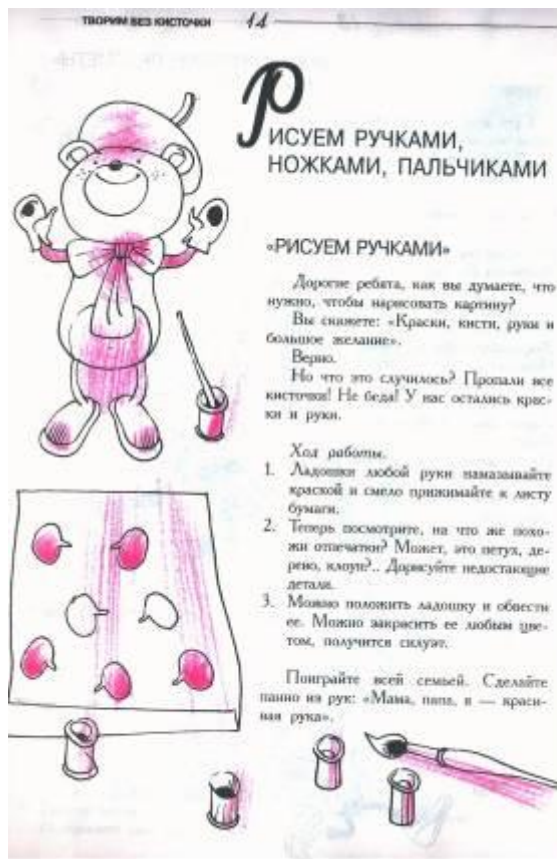 ТВОРИМ БЕЗ КИСТОЧКИ 14
РИСУЕМ РУЧКАМИ,
НОЖКАМИ, ПАЛЬЧИКАМИ
«РИСУЕМ РУЧКАМИ»
Дорогие ребята, как вы думаете, что
нужно, чтобы нарисовать картину?
Вы скажете: «Краски, кисти, руки и
большое желание».
Верно.
Но что это случилось? Пропали все
кисточки! Не беда! У нас остались крас-
ки и руки.
Ход работы.
1. Ладошки любой руки намазывайте
краской и смело прижимайте к листу
бумаги.
2. Теперь посмотрите, на что же похо-
жи отпечатки? Может, это петух, де-
рево, клоун?.. Дорисуйте недостающие
детали.
3. Можно положить ладошку и обвести
ее. Можно закрасить ее любым цве-
том, получится силуэт.
Поиграйте всей семьей. Сделайте
панно из рук: «Мама, папа, я — краси-
вая рука».